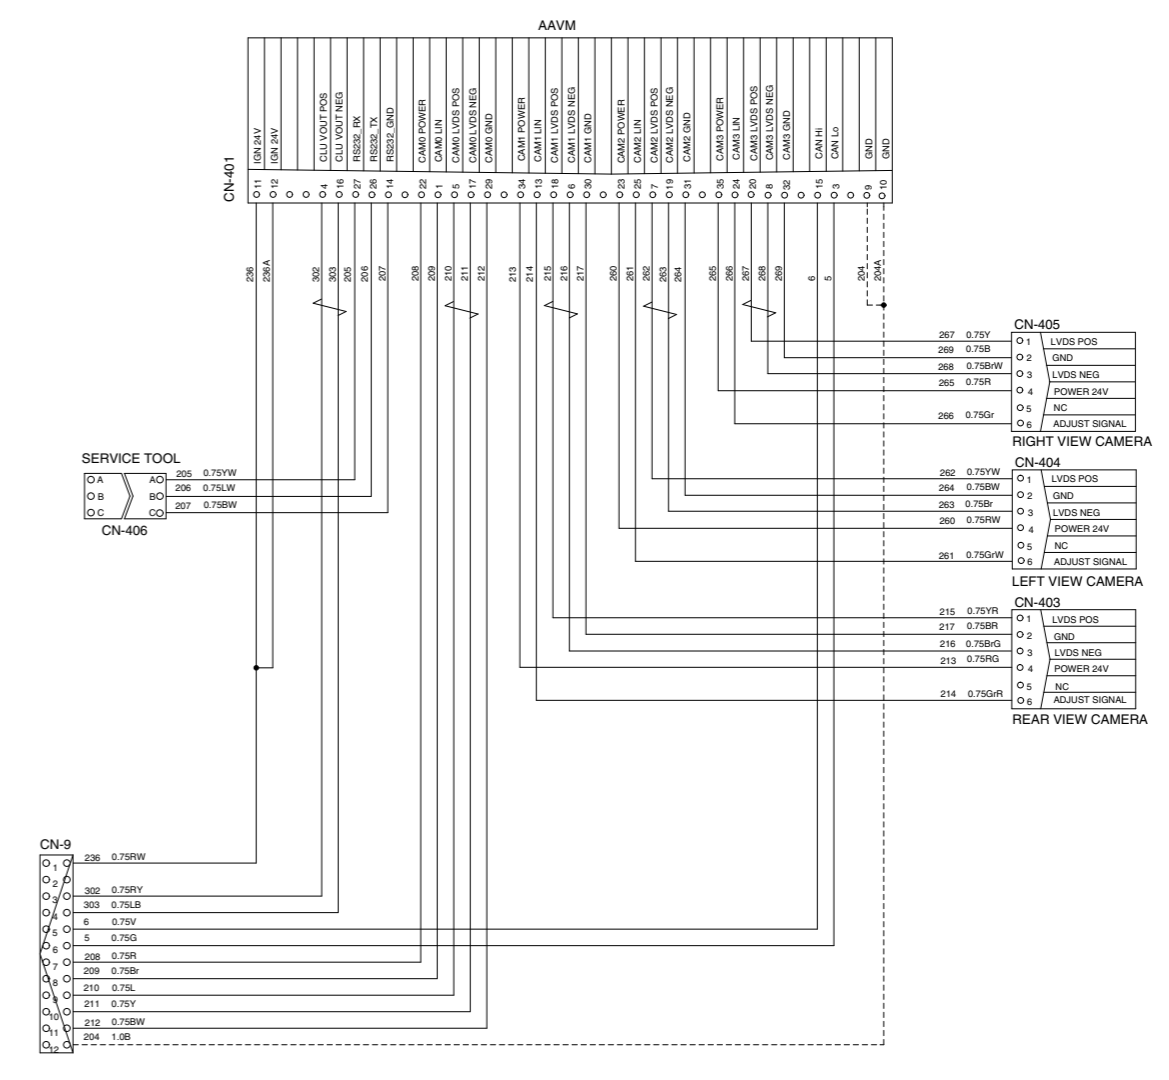 AAVM
CN-401
IGN 24V
IGN 24V
CLU VOUT POS
CLU VOUT NEG
RS232_RX
RS232_TX
RS232_GND
CAM0 POWER
CAM0 LIN
CAM0 LVDS POS
CAM0 LVDS NEG
CAM0 GND
CAM1 POWER
CAM1 LIN
CAM1 LVDS POS
CAM1 LVDS NEG
CAM1 GND
CAM2 POWER
CAM2 LIN
CAM2 LVDS POS
CAM2 LVDS NEG
CAM2 GND
CAM3 POWER
CAM3 LIN
CAM3 LVDS POS
CAM3 LVDS NEG
CAM3 GND
CAN Hi
CAN Lo
GND
GND
11 12 4 16 27 26 14 22 1 5 17 29 34 13 18 6 30 23 25 7 19 31 35 24 20 8 32 15 3 9 10
236 236A 302 303 205 206 207 208 209 210 211 212 213 214 215 216 217 260 261 262 263 264 265 266 267 268 269 6 5 204 204A
CN-405
267 0.75Y 1 LVDS POS
269 0.75B 2 GND
268 0.75BrW 3 LVDS NEG
265 0.75R 4 POWER 24V
5 NC
266 0.75Gr 6 ADJUST SIGNAL
RIGHT VIEW CAMERA
SERVICE TOOL
A A 205 0.75YW
B B 206 0.75LW
C C 207 0.75BW
CN-406
CN-404
262 0.75YW 1 LVDS POS
264 0.75BW 2 GND
263 0.75Br 3 LVDS NEG
260 0.75RW 4 POWER 24V
5 NC
261 0.75GrW 6 ADJUST SIGNAL
LEFT VIEW CAMERA
CN-403
215 0.75YR 1 LVDS POS
217 0.75BR 2 GND
216 0.75BrG 3 LVDS NEG
213 0.75RG 4 POWER 24V
5 NC
214 0.75GrR 6 ADJUST SIGNAL
REAR VIEW CAMERA
CN-9
1 236 0.75RW
2
3 302 0.75RY
4 303 0.75LB
5 6 0.75V
6 5 0.75G
7 208 0.75R
8 209 0.75Br
9 210 0.75L
10 211 0.75Y
11 212 0.75BW
12 204 1.0B